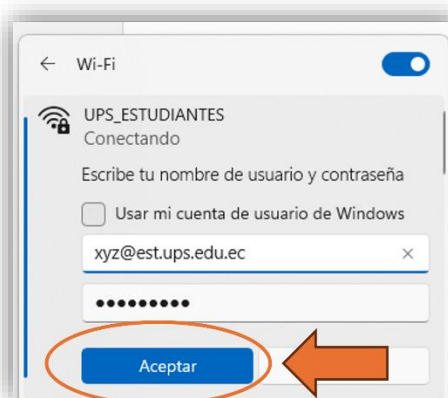 Wi-Fi
UPS_ESTUDIANTES
Conectando
Escribe tu nombre de usuario y contraseña
Usar mi cuenta de usuario de Windows
xyz@est.ups.edu.ec
•••••••••
Aceptar